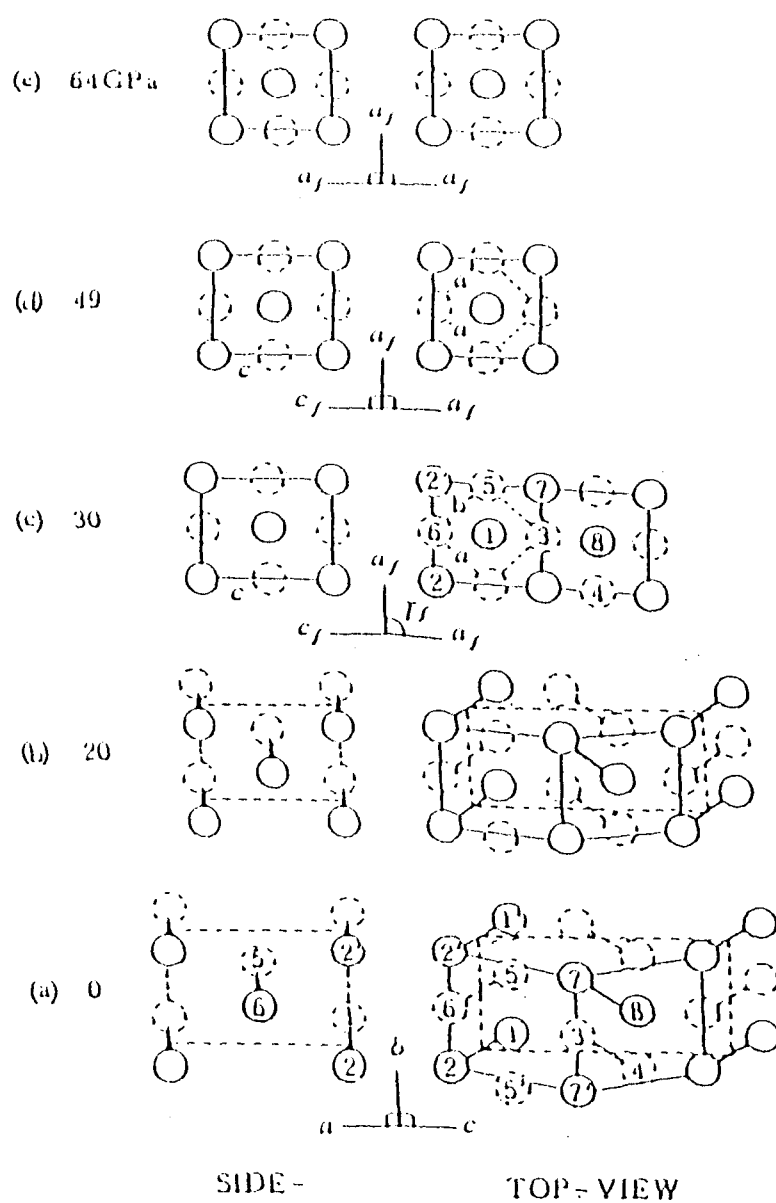 (e) 64GPa
a_f
a_f a_f
(d) 49
a
a
c
a_f
c_f a_f
(c) 30
2 5 7
b
6 1 3 8
a
2 4
c
a_f
γ_f
c_f a_f
(b) 20
(a) 0
5 2
6
2
1
2
5 7
6 8
1 3
2 4
5 7
b
a c
SIDE- TOP-VIEW